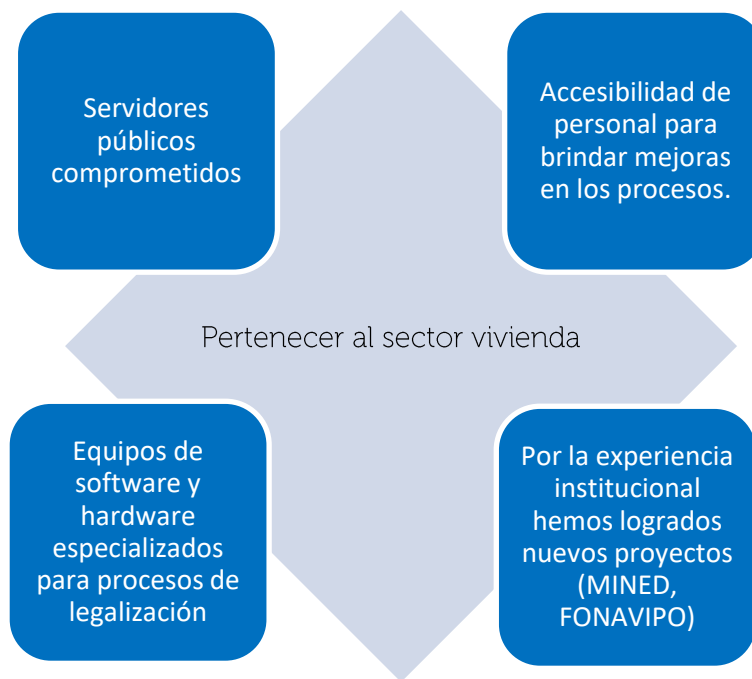 Servidores
públicos
comprometidos
Accesibilidad de
personal para
brindar mejoras
en los procesos.
Pertenecer al sector vivienda
Equipos de
software y
hardware
especializados
para procesos de
legalización
Por la experiencia
institucional
hemos logrados
nuevos proyectos
(MINED,
FONAVIPO)